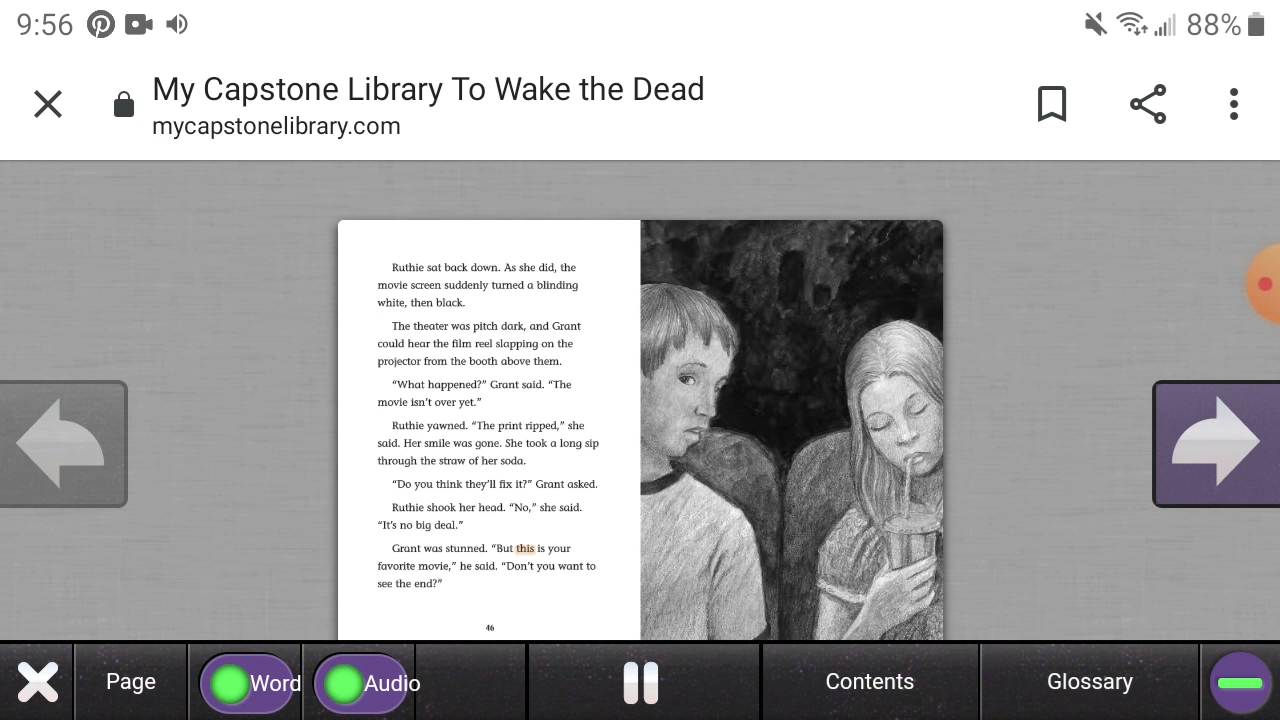 9:56
88%
My Capstone Library To Wake the Dead
mycapstonelibrary.com
Ruthie sat back down. As she did, the
movie screen suddenly turned a blinding
white, then black.
The theater was pitch dark, and Grant
could hear the film reel slapping on the
projector from the booth above them.
“What happened?” Grant said. “The
movie isn’t over yet.”
Ruthie yawned. “The print ripped,” she
said. Her smile was gone. She took a long sip
through the straw of her soda.
“Do you think they’ll fix it?” Grant asked.
Ruthie shook her head. “No,” she said.
“It’s no big deal.”
Grant was stunned. “But this is your
favorite movie,” he said. “Don’t you want to
see the end?”
46
Page
Word
Audio
Contents
Glossary